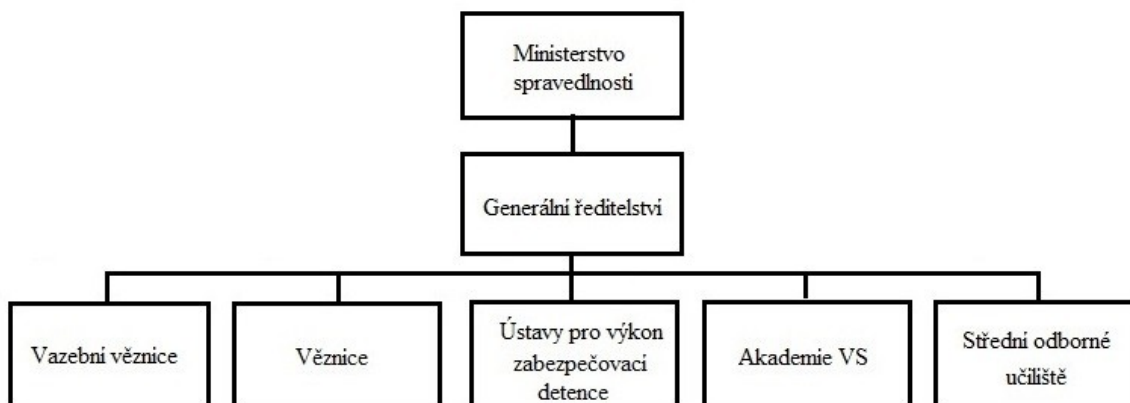 Ministerstvo
spravedlnosti
Generální ředitelství
Vazební věznice
Věznice
Ústavy pro výkon
zabezpečovací
detence
Akademie VS
Střední odborné
učiliště